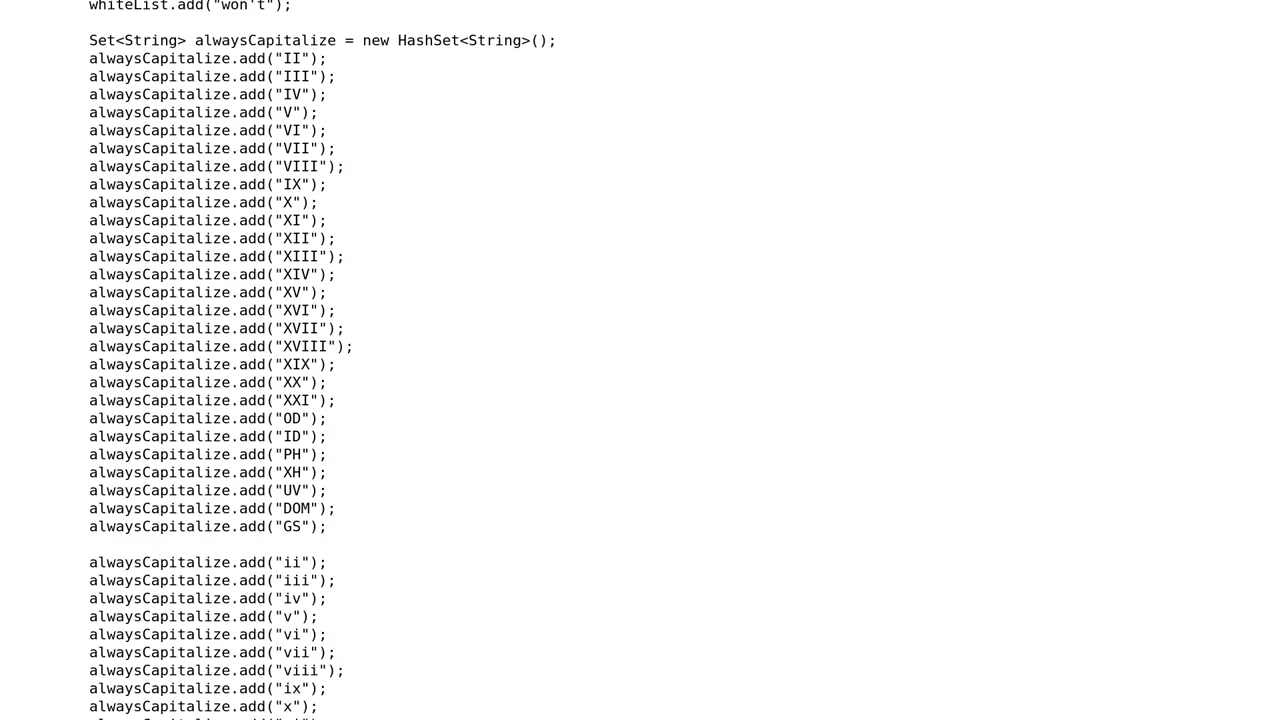 whiteList.add("won't");
Set<String> alwaysCapitalize = new HashSet<String>();
alwaysCapitalize.add("II");
alwaysCapitalize.add("III");
alwaysCapitalize.add("IV");
alwaysCapitalize.add("V");
alwaysCapitalize.add("VI");
alwaysCapitalize.add("VII");
alwaysCapitalize.add("VIII");
alwaysCapitalize.add("IX");
alwaysCapitalize.add("X");
alwaysCapitalize.add("XI");
alwaysCapitalize.add("XII");
alwaysCapitalize.add("XIII");
alwaysCapitalize.add("XIV");
alwaysCapitalize.add("XV");
alwaysCapitalize.add("XVI");
alwaysCapitalize.add("XVII");
alwaysCapitalize.add("XVIII");
alwaysCapitalize.add("XIX");
alwaysCapitalize.add("XX");
alwaysCapitalize.add("XXI");
alwaysCapitalize.add("OD");
alwaysCapitalize.add("ID");
alwaysCapitalize.add("PH");
alwaysCapitalize.add("XH");
alwaysCapitalize.add("UV");
alwaysCapitalize.add("DOM");
alwaysCapitalize.add("GS");
alwaysCapitalize.add("ii");
alwaysCapitalize.add("iii");
alwaysCapitalize.add("iv");
alwaysCapitalize.add("v");
alwaysCapitalize.add("vi");
alwaysCapitalize.add("vii");
alwaysCapitalize.add("viii");
alwaysCapitalize.add("ix");
alwaysCapitalize.add("x");